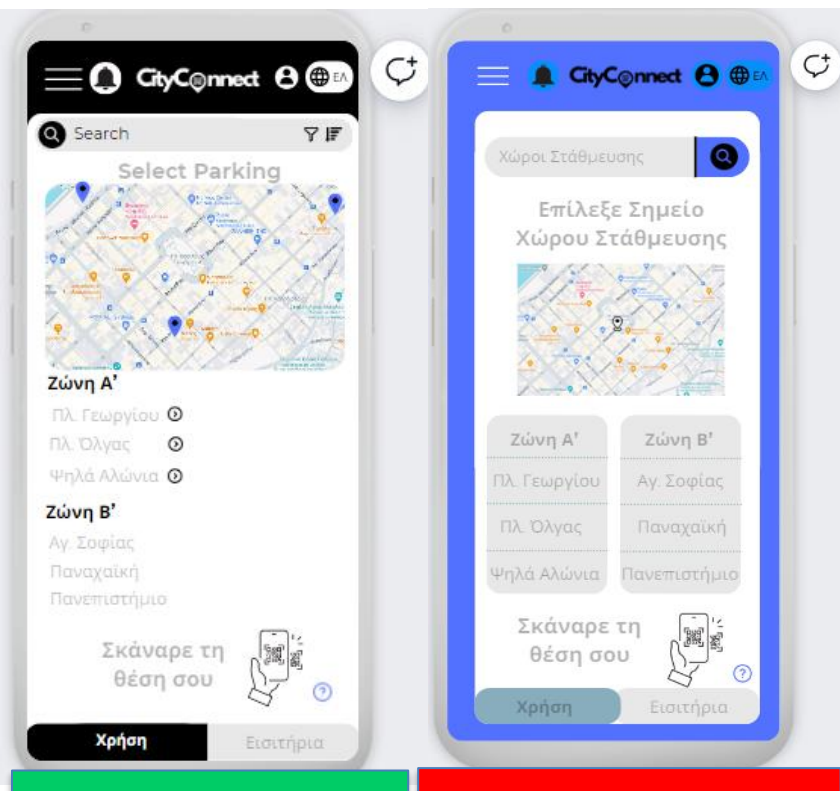 CityConnect
ΕΛ
Search
Select Parking
Ζώνη Α'
Πλ. Γεωργίου
Πλ. Όλγας
Ψηλά Αλώνια
Ζώνη Β'
Αγ. Σοφίας
Παναχαϊκή
Πανεπιστήμιο
Σκάναρε τη
θέση σου
?
Χρήση
Εισιτήρια
CityConnect
ΕΛ
Χώροι Στάθμευσης
Επίλεξε Σημείο
Χώρου Στάθμευσης
Ζώνη Α'
Ζώνη Β'
Πλ. Γεωργίου
Αγ. Σοφίας
Πλ. Όλγας
Παναχαϊκή
Ψηλά Αλώνια
Πανεπιστήμιο
Σκάναρε τη
θέση σου
?
Χρήση
Εισιτήρια